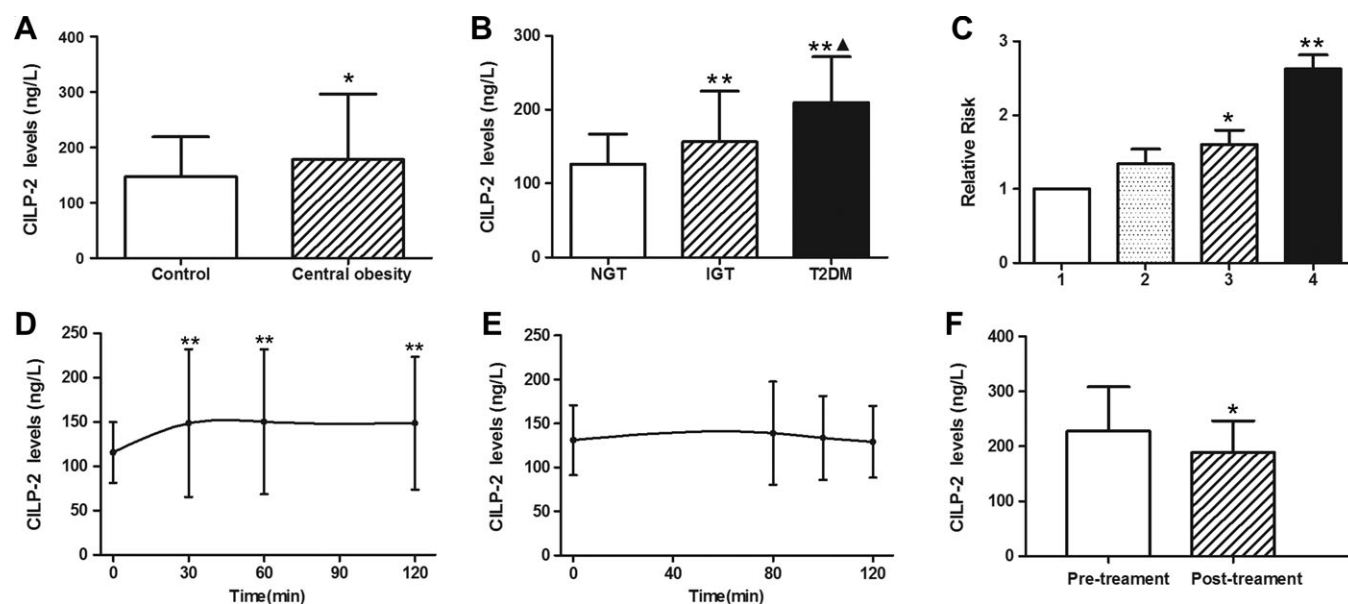 A
CILP-2 levels (ng/L)
400
300
200
100
0
*
Control
Central obesity
B
CILP-2 levels (ng/L)
300
200
100
0
**
**▲
NGT
IGT
T2DM
C
Relative Risk
3
2
1
0
*
**
1
2
3
4
D
CILP-2 levels (ng/L)
250
200
150
100
50
0
**
**
**
0
30
60
90
120
Time(min)
E
CILP-2 levels (ng/L)
250
200
150
100
50
0
0
40
80
120
Time(min)
F
CILP-2 levels (ng/L)
400
300
200
100
0
*
Pre-treament
Post-treament